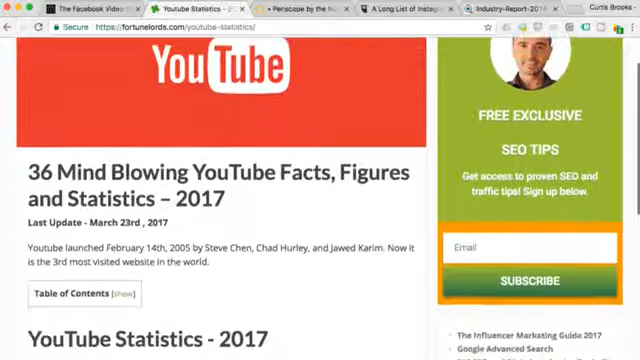 The Facebook Video
Youtube Statistics – 2
Periscope by the Nu
A Long List of Instag
Industry-Report-201
Curtis Brooks
Secure
https://fortunelords.com/youtube-statistics/
YouTube
36 Mind Blowing YouTube Facts, Figures
and Statistics – 2017
Last Update - March 23rd , 2017
Youtube launched February 14th, 2005 by Steve Chen, Chad Hurley, and Jawed Karim. Now it
is the 3rd most visited website in the world.
Table of Contents [show]
YouTube Statistics - 2017
FREE EXCLUSIVE
SEO TIPS
Get access to proven SEO and
traffic tips! Sign up below.
Email
SUBSCRIBE
The Influencer Marketing Guide 2017
Google Advanced Search